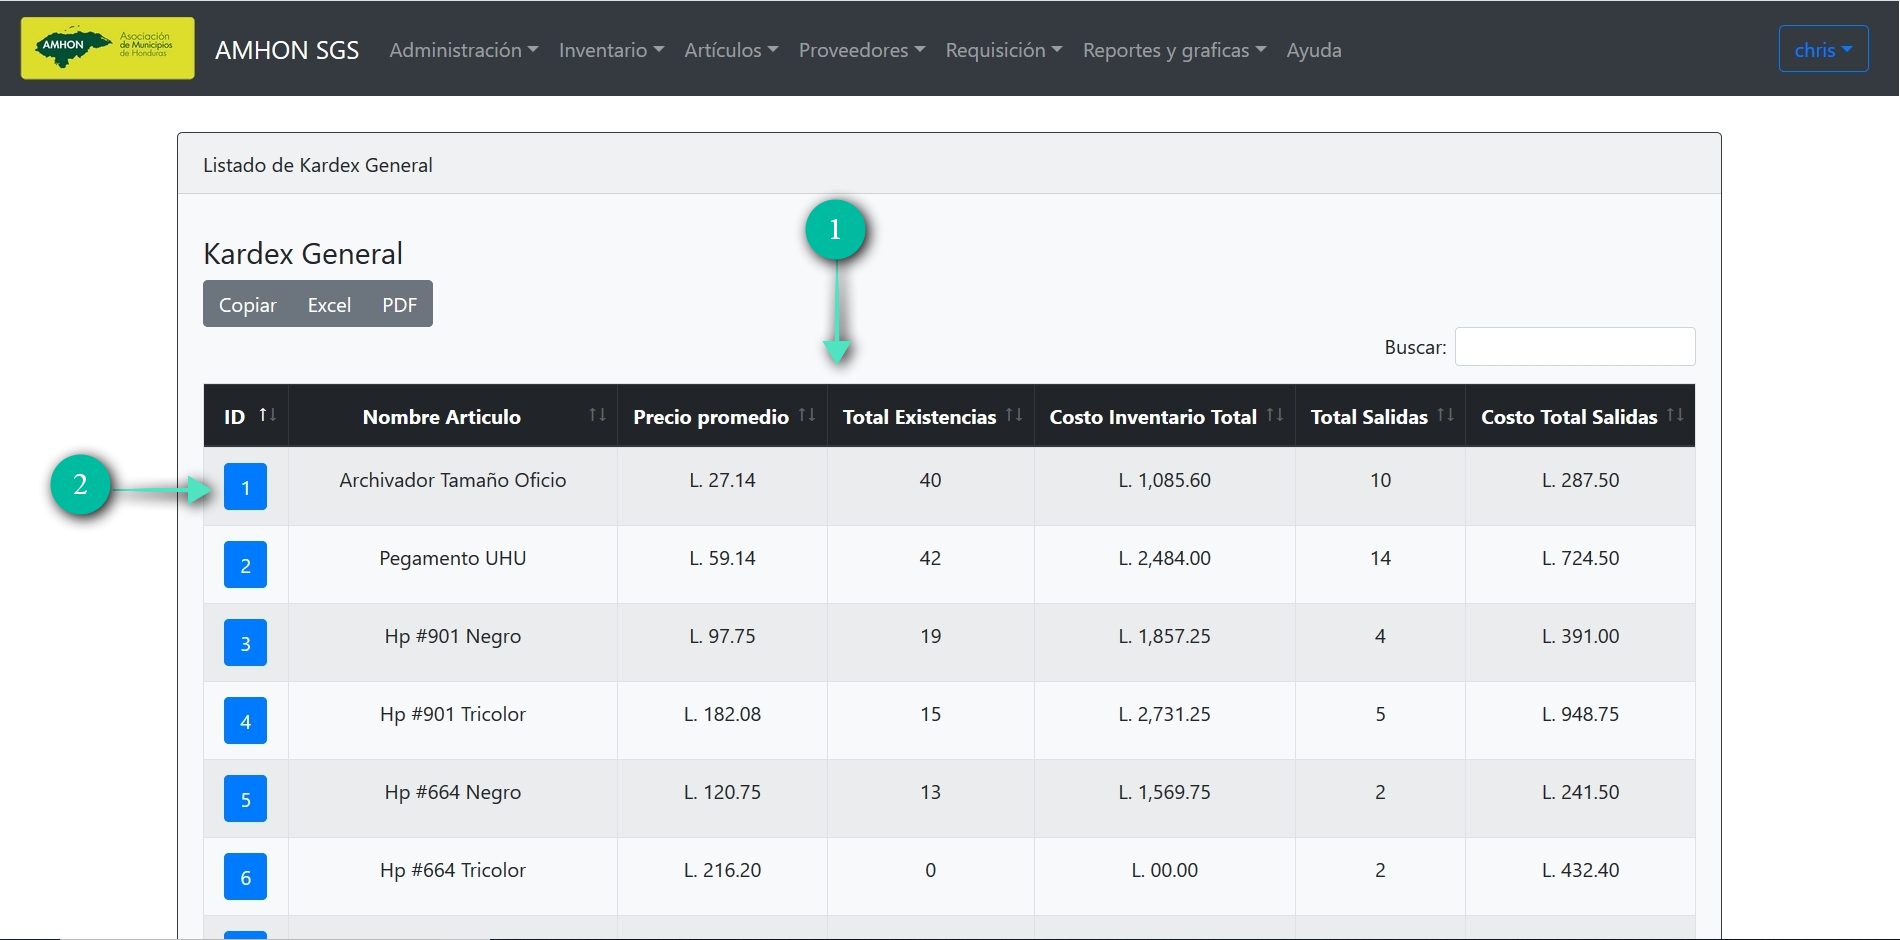 AMHON
Asociación
de Municipios
de Honduras
AMHON SGS Administración Inventario Artículos Proveedores Requisición Reportes y graficas Ayuda chris
Listado de Kardex General
1
Kardex General
Copiar Excel PDF
Buscar:
ID Nombre Articulo Precio promedio Total Existencias Costo Inventario Total Total Salidas Costo Total Salidas
2
1 Archivador Tamaño Oficio L. 27.14 40 L. 1,085.60 10 L. 287.50
2 Pegamento UHU L. 59.14 42 L. 2,484.00 14 L. 724.50
3 Hp #901 Negro L. 97.75 19 L. 1,857.25 4 L. 391.00
4 Hp #901 Tricolor L. 182.08 15 L. 2,731.25 5 L. 948.75
5 Hp #664 Negro L. 120.75 13 L. 1,569.75 2 L. 241.50
6 Hp #664 Tricolor L. 216.20 0 L. 00.00 2 L. 432.40